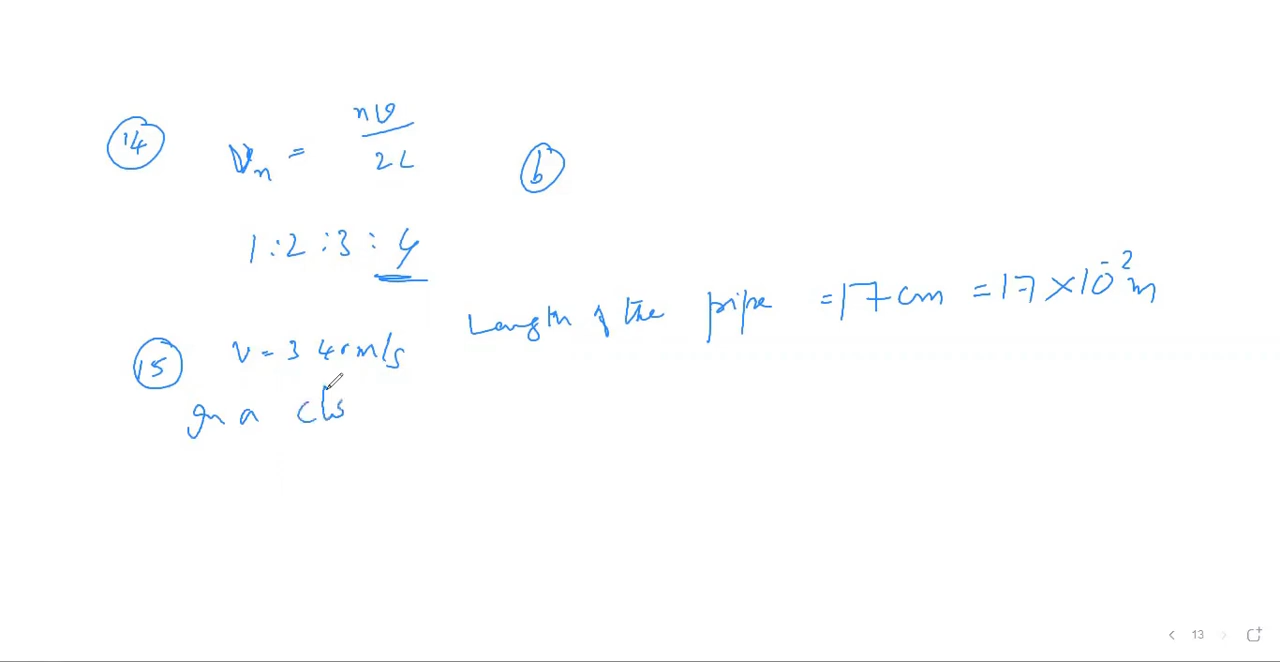 14 νn = nv / 2L b
1 : 2 : 3 : 4
Length of the pipe = 17 cm = 17 × 10⁻² m
15 v = 340 m/s
In a clos
13